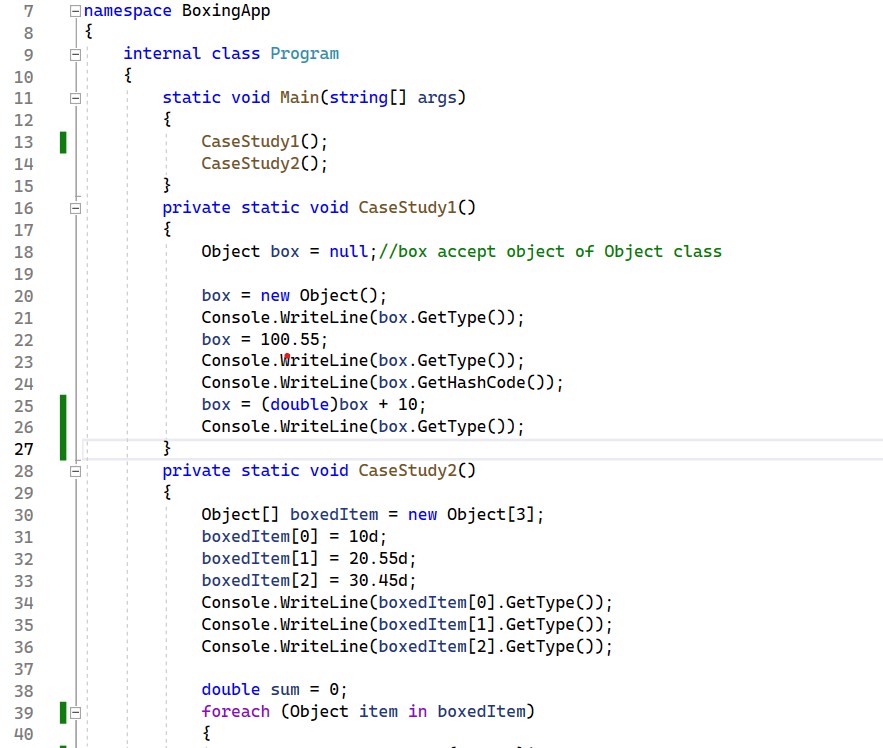 7 namespace BoxingApp
8 {
9 internal class Program
10 {
11 static void Main(string[] args)
12 {
13 CaseStudy1();
14 CaseStudy2();
15 }
16 private static void CaseStudy1()
17 {
18 Object box = null;//box accept object of Object class
19
20 box = new Object();
21 Console.WriteLine(box.GetType());
22 box = 100.55;
23 Console.WriteLine(box.GetType());
24 Console.WriteLine(box.GetHashCode());
25 box = (double)box + 10;
26 Console.WriteLine(box.GetType());
27 }
28 private static void CaseStudy2()
29 {
30 Object[] boxedItem = new Object[3];
31 boxedItem[0] = 10d;
32 boxedItem[1] = 20.55d;
33 boxedItem[2] = 30.45d;
34 Console.WriteLine(boxedItem[0].GetType());
35 Console.WriteLine(boxedItem[1].GetType());
36 Console.WriteLine(boxedItem[2].GetType());
37
38 double sum = 0;
39 foreach (Object item in boxedItem)
40 {